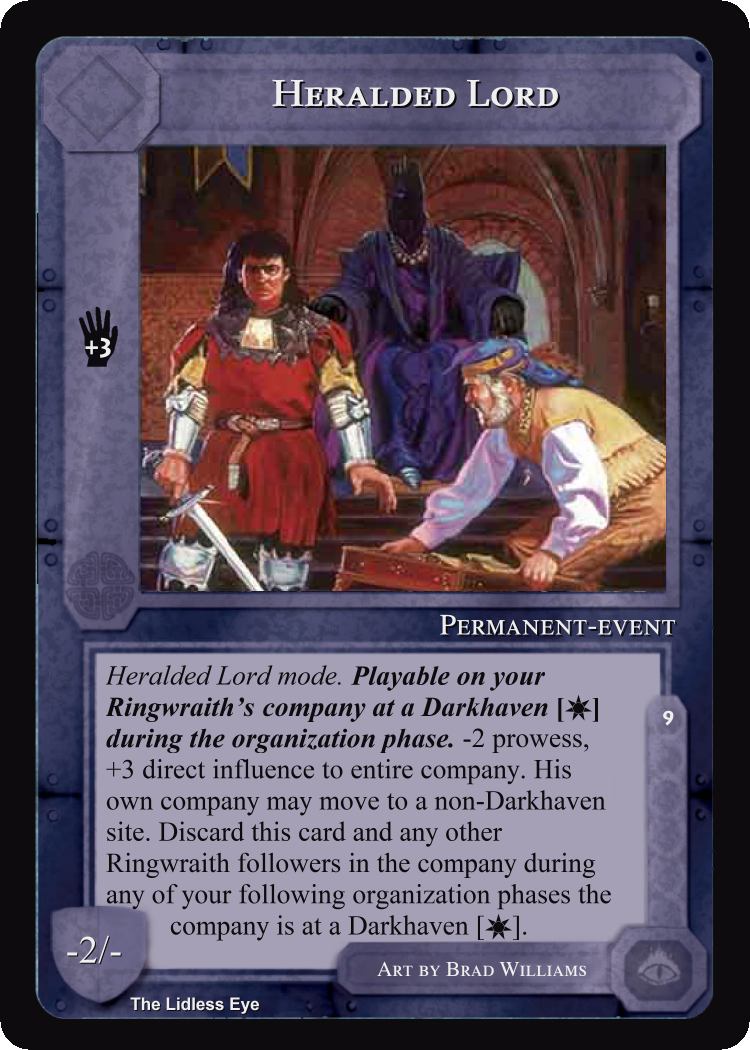 Heralded Lord
+3
Permanent-event
Heralded Lord mode. Playable on your
Ringwraith's company at a Darkhaven [☀]
during the organization phase. -2 prowess,
+3 direct influence to entire company. His
own company may move to a non-Darkhaven
site. Discard this card and any other
Ringwraith followers in the company during
any of your following organization phases the
company is at a Darkhaven [☀].
9
-2/-
Art by Brad Williams
The Lidless Eye